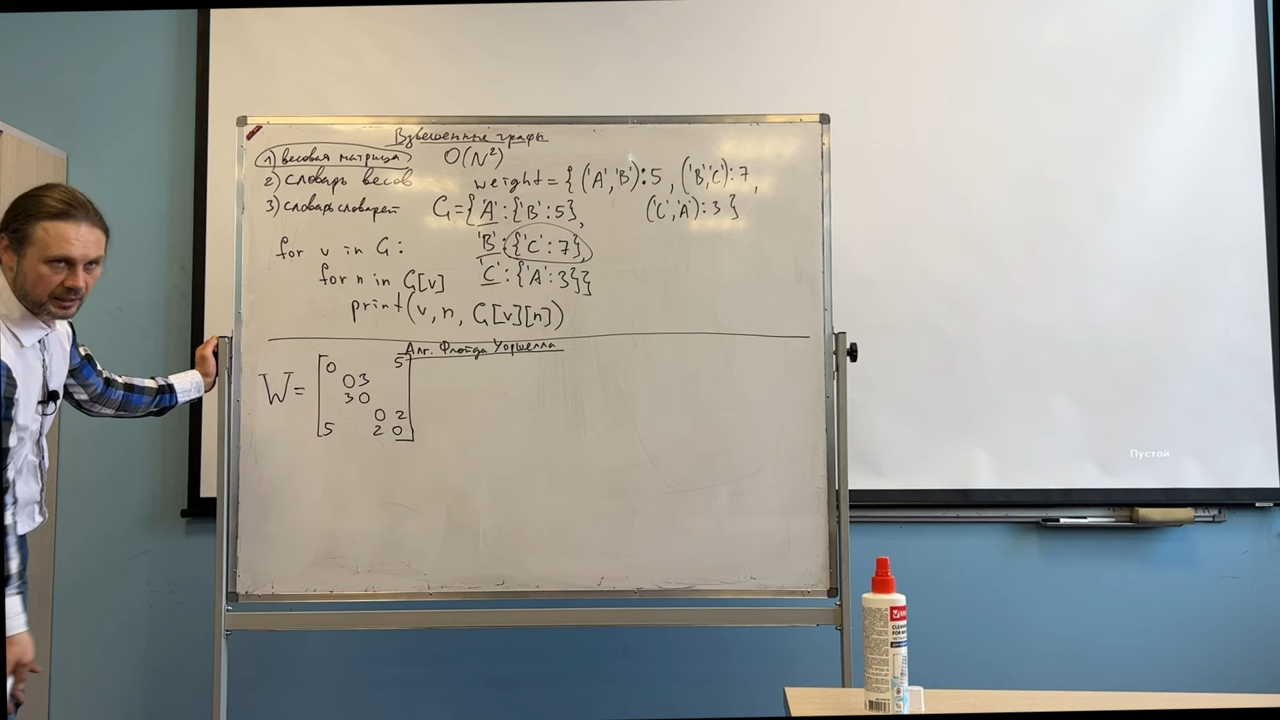 Взвешенные графы
1) весовая матрица O(N²)
2) словарь весов weight = { ('A', 'B'): 5 , ('B','C'): 7 ,
('C','A'): 3 }
3) словарь словарей G = { 'A': {'B': 5},
'B': {'C': 7},
'C': {'A': 3}}
for v in G:
for n in G[v]
print(v, n, G[v][n])
Алг. Флойда Уоршелла
W =
0 5
0 3
3 0
0 2
5 2 0
Пустой